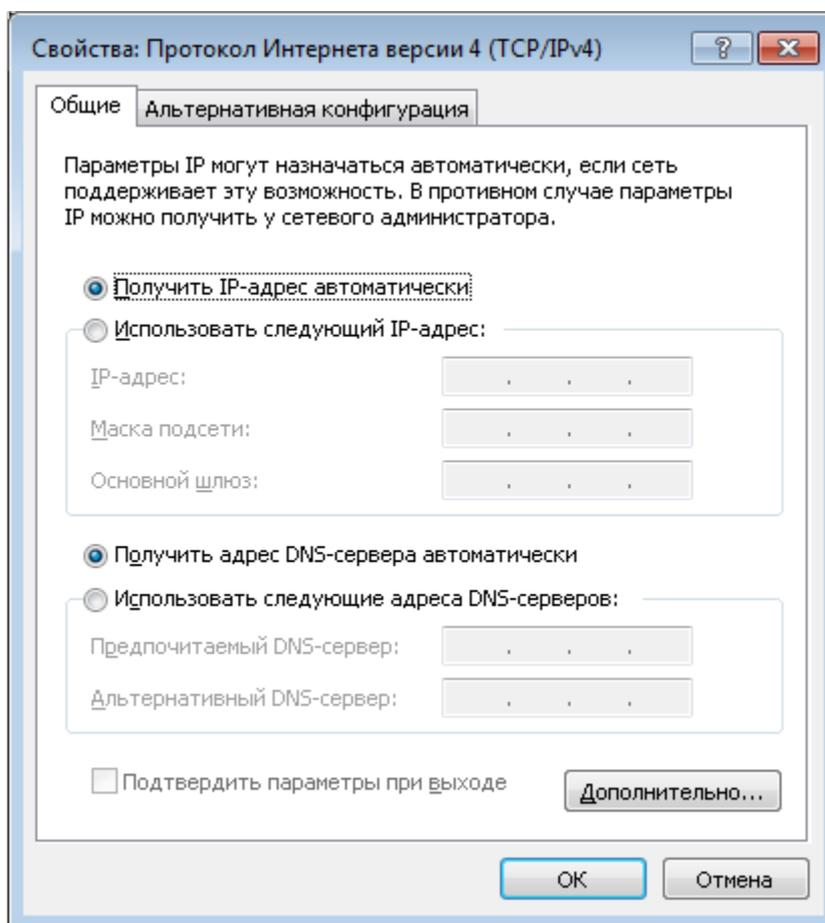 Свойства: Протокол Интернета версии 4 (TCP/IPv4)
Общие
Альтернативная конфигурация
Параметры IP могут назначаться автоматически, если сеть
поддерживает эту возможность. В противном случае параметры
IP можно получить у сетевого администратора.
Получить IP-адрес автоматически
Использовать следующий IP-адрес:
IP-адрес:
Маска подсети:
Основной шлюз:
Получить адрес DNS-сервера автоматически
Использовать следующие адреса DNS-серверов:
Предпочитаемый DNS-сервер:
Альтернативный DNS-сервер:
Подтвердить параметры при выходе
Дополнительно...
ОК
Отмена